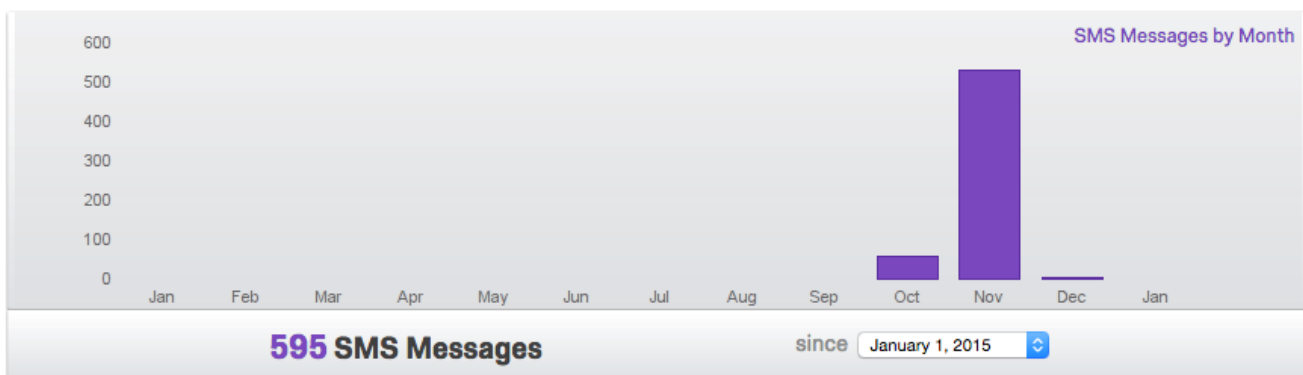 SMS Messages by Month
600
500
400
300
200
100
0
Jan Feb Mar Apr May Jun Jul Aug Sep Oct Nov Dec Jan
595 SMS Messages since January 1, 2015